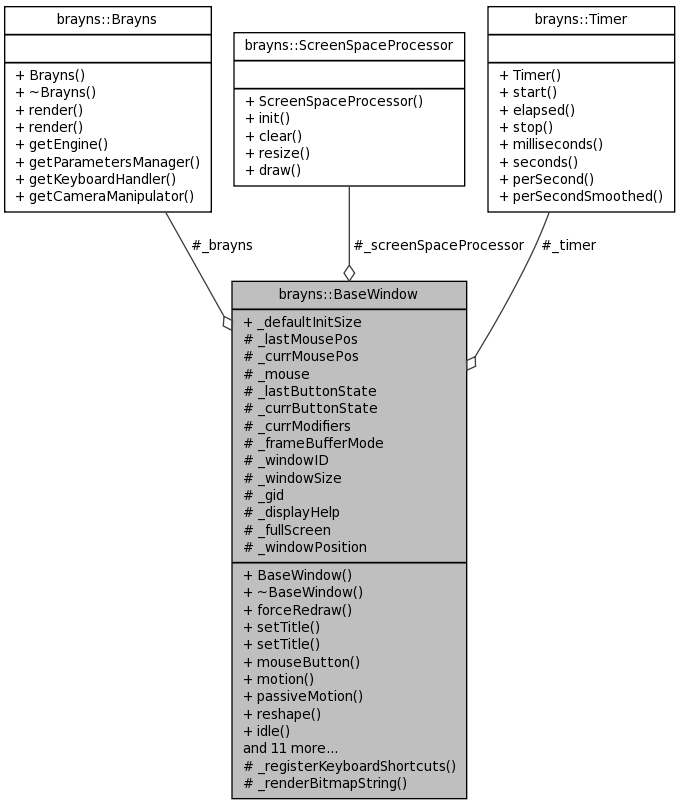 brayns::Brayns
+ Brayns()
+ ~Brayns()
+ render()
+ render()
+ getEngine()
+ getParametersManager()
+ getKeyboardHandler()
+ getCameraManipulator()
brayns::ScreenSpaceProcessor
+ ScreenSpaceProcessor()
+ init()
+ clear()
+ resize()
+ draw()
brayns::Timer
+ Timer()
+ start()
+ elapsed()
+ stop()
+ milliseconds()
+ seconds()
+ perSecond()
+ perSecondSmoothed()
#_brayns
#_screenSpaceProcessor
#_timer
brayns::BaseWindow
+ _defaultInitSize
# _lastMousePos
# _currMousePos
# _mouse
# _lastButtonState
# _currButtonState
# _currModifiers
# _frameBufferMode
# _windowID
# _windowSize
# _gid
# _displayHelp
# _fullScreen
# _windowPosition
+ BaseWindow()
+ ~BaseWindow()
+ forceRedraw()
+ setTitle()
+ setTitle()
+ mouseButton()
+ motion()
+ passiveMotion()
+ reshape()
+ idle()
and 11 more...
# _registerKeyboardShortcuts()
# _renderBitmapString()